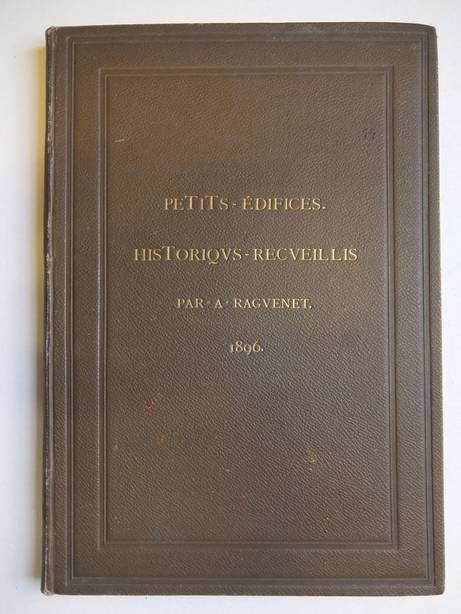 PETITS - ÉDIFICES.
HISTORIQVS - RECVEILLIS
PAR · A · RAGVENET.
1896.